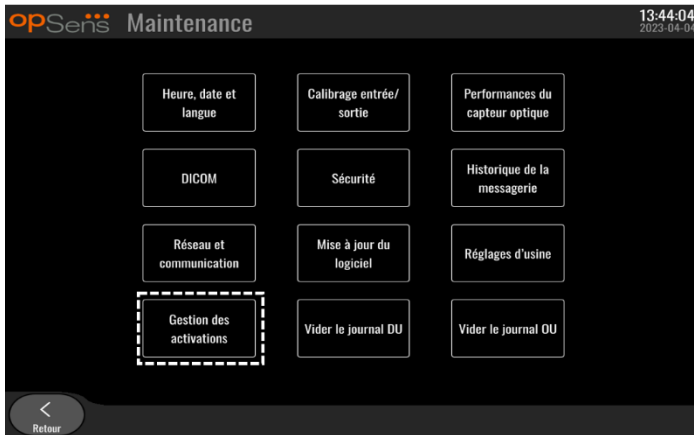 opSens Maintenance
13:44:04
2023-04-04
Heure, date et
langue
Calibrage entrée/
sortie
Performances du
capteur optique
DICOM
Sécurité
Historique de la
messagerie
Réseau et
communication
Mise à jour du
logiciel
Réglages d'usine
Gestion des
activations
Vider le journal DU
Vider le journal OU
Retour